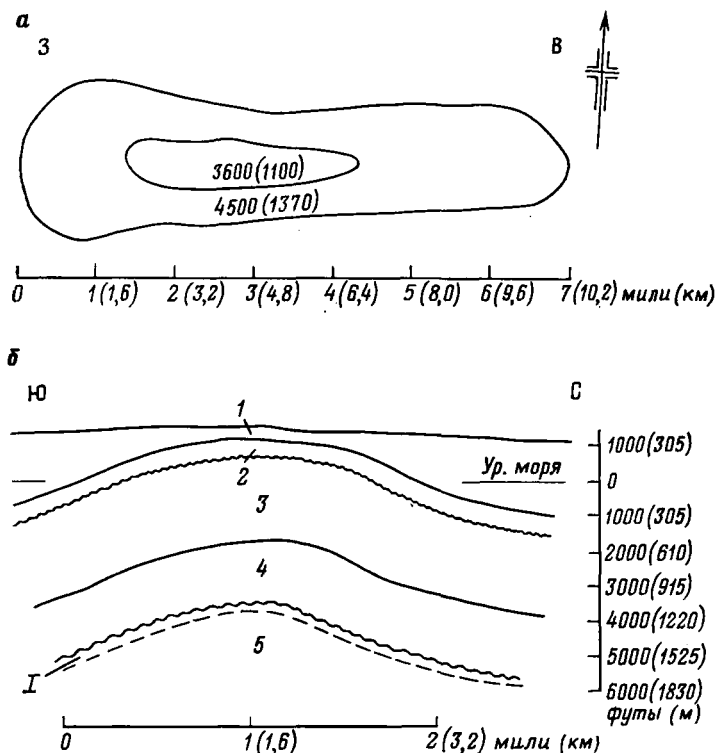 а
З В
3600(1100)
4500(1370)
0 1(1,6) 2(3,2) 3(4,8) 4(6,4) 5(8,0) 6(9,6) 7(10,2) мили(км)
б
Ю С
1
1000(305)
2
Ур. моря
0
3
1000(305)
2000(610)
4
3000(915)
4000(1220)
5
5000(1525)
I
6000(1830)
футы (м)
0 1(1,6) 2(3,2) мили (км)